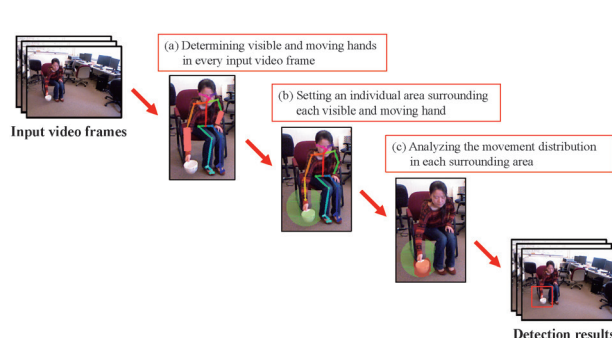 (a) Determining visible and moving hands
in every input video frame
Input video frames
(b) Setting an individual area surrounding
each visible and moving hand
(c) Analyzing the movement distribution
in each surrounding area
Detection results